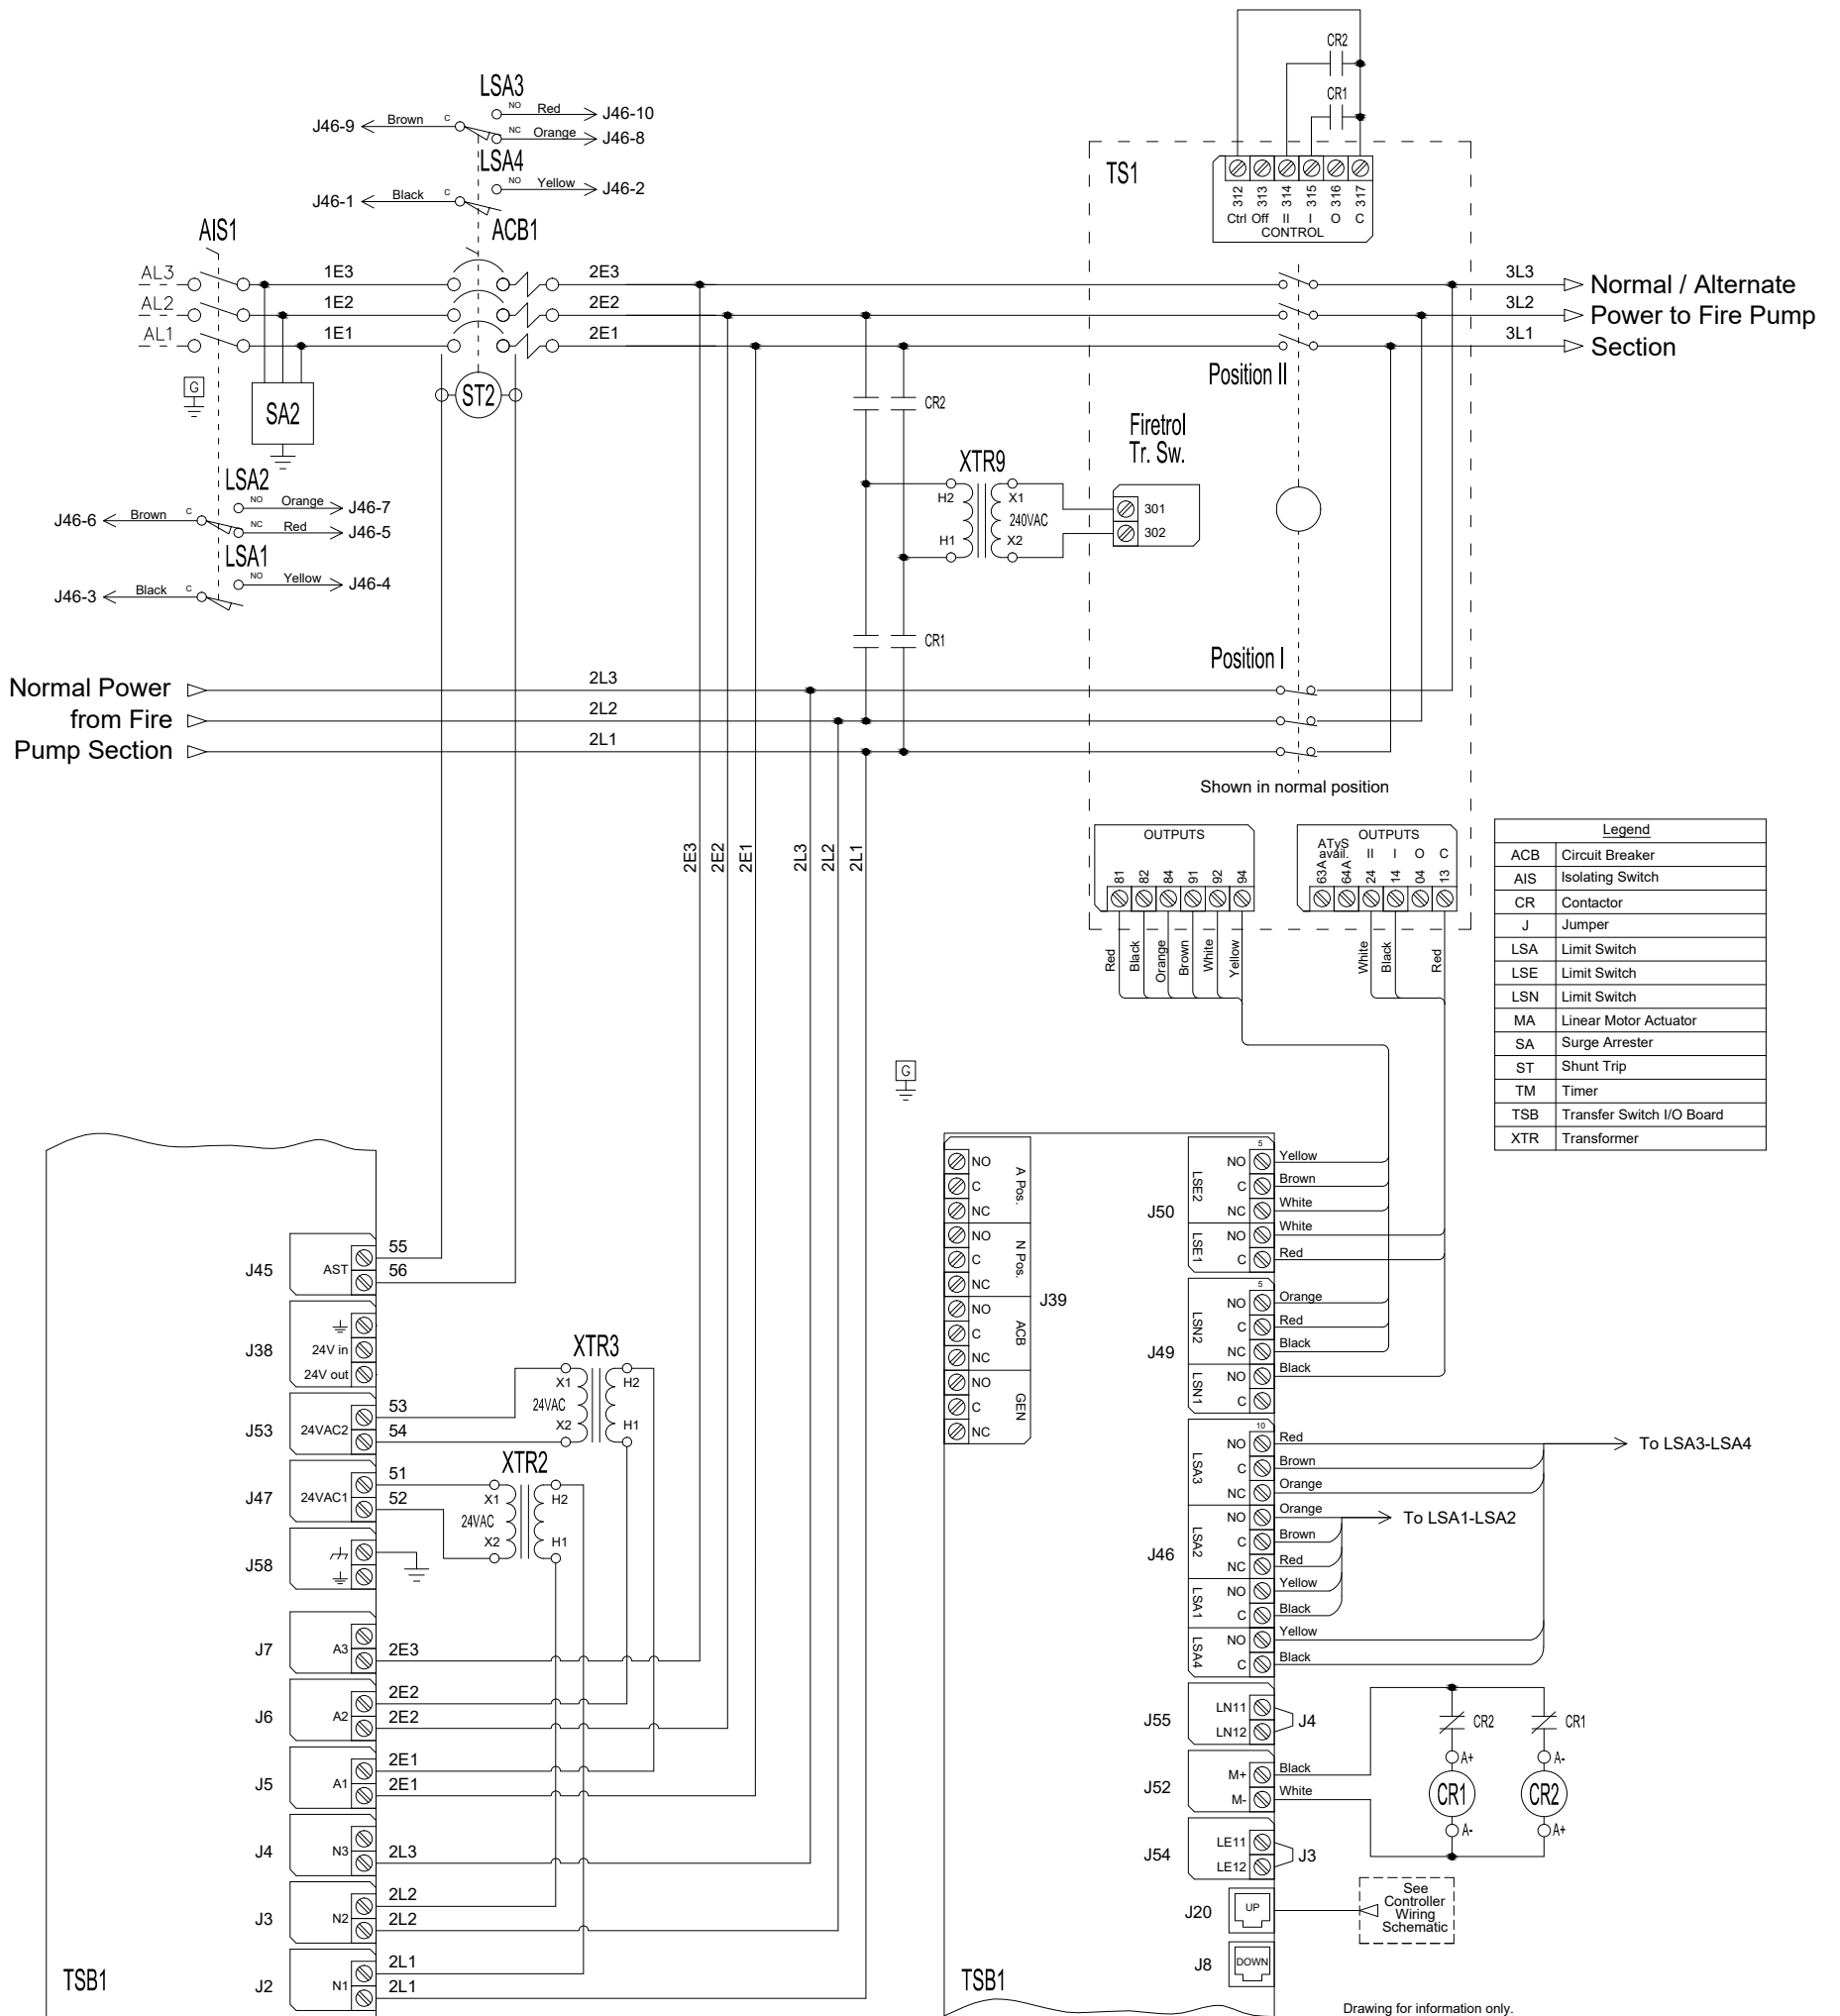 CR2
CR1
LSA3
NO Red J46-10
J46-9 Brown C
NC Orange J46-8
LSA4
NO Yellow J46-2
J46-1 Black C
TS1
312 313 314 315 316 317
Ctrl Off II I O C
CONTROL
AIS1
ACB1
AL3 1E3 2E3 3L3
AL2 1E2 2E2 3L2
AL1 1E1 2E1 3L1
Normal / Alternate
Power to Fire Pump
Section
G
SA2
ST2
Position II
CR2
Firetrol
Tr. Sw.
XTR9
H2 X1
240VAC
H1 X2
301
302
LSA2
NO Orange J46-7
J46-6 Brown C
NC Red J46-5
LSA1
NO Yellow J46-4
J46-3 Black C
CR1
Position I
Normal Power
from Fire
Pump Section
2L3
2L2
2L1
Shown in normal position
2E3 2E2 2E1 2L3 2L2 2L1
OUTPUTS
81 82 84 91 92 94
OUTPUTS
ATyS
avail. II I O C
63A 64A 24 14 04 13
Red Black Orange Brown White Yellow
White Black Red
Legend
ACB Circuit Breaker
AIS Isolating Switch
CR Contactor
J Jumper
LSA Limit Switch
LSE Limit Switch
LSN Limit Switch
MA Linear Motor Actuator
SA Surge Arrester
ST Shunt Trip
TM Timer
TSB Transfer Switch I/O Board
XTR Transformer
G
J45 AST 55
56
J38
24V in
24V out
J53 24VAC2 53
54
XTR3
X1 H2
24VAC
X2 H1
J47 24VAC1 51
52
XTR2
X1 H2
24VAC
X2 H1
J58
J7 A3 2E3
J6 A2 2E2
2E2
J5 A1 2E1
2E1
J4 N3 2L3
J3 N2 2L2
2L2
J2 N1 2L1
2L1
TSB1
NO
C A Pos.
NC
NO
C N Pos.
NC
J39
NO
C ACB
NC
NO
C GEN
NC
J50
5
LSE2
NO Yellow
C Brown
NC White
LSE1
NO White
C Red
J49
5
LSN2
NO Orange
C Red
NC Black
LSN1
NO Black
C
J46
10
LSA3
NO Red
C Brown
NC Orange
To LSA3-LSA4
LSA2
NO Orange
C Brown
NC Red
To LSA1-LSA2
LSA1
NO Yellow
C Black
LSA4
NO Yellow
C Black
J55 LN11
LN12 J4
J52 M+ Black
M- White
J54 LE11
LE12 J3
CR2 CR1
A+ A-
CR1 CR2
A- A+
J20 UP
See
Controller
Wiring
Schematic
J8 DOWN
TSB1
Drawing for information only.